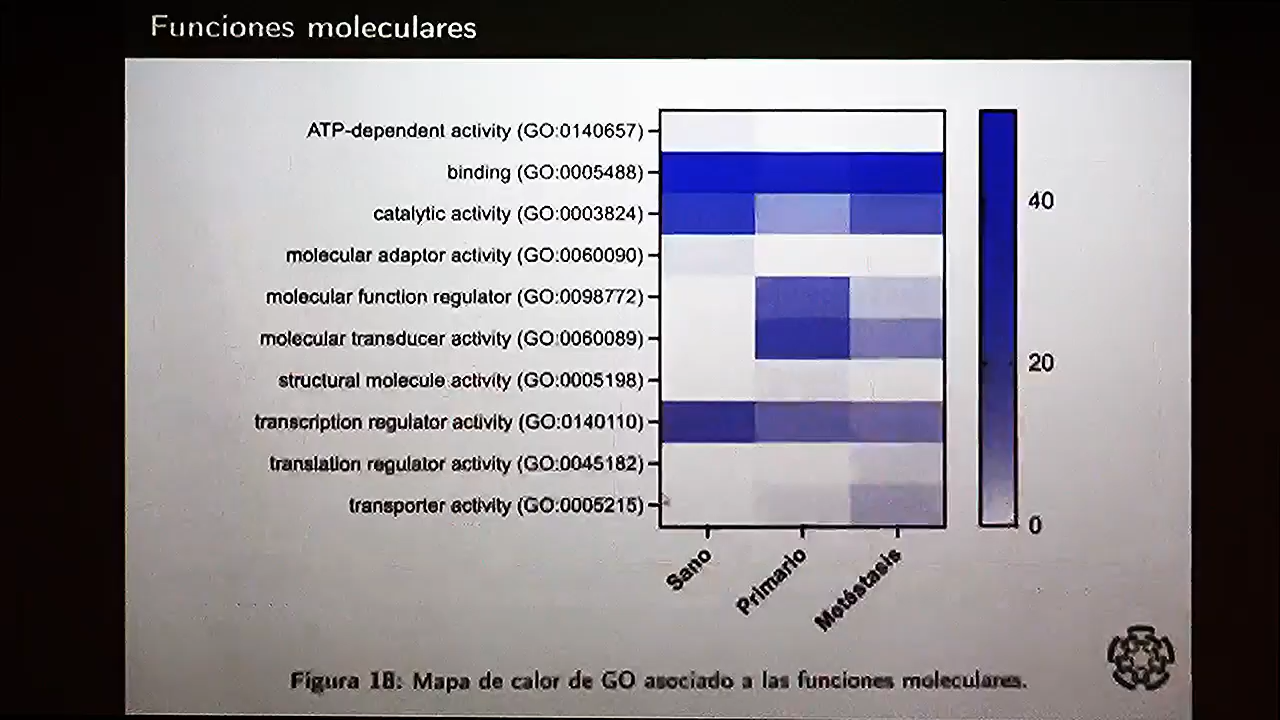 Funciones moleculares
ATP-dependent activity (GO:0140657)
binding (GO:0005488)
catalytic activity (GO:0003824)
molecular adaptor activity (GO:0060090)
molecular function regulator (GO:0098772)
molecular transducer activity (GO:0060089)
structural molecule activity (GO:0005198)
transcription regulator activity (GO:0140110)
translation regulator activity (GO:0045182)
transporter activity (GO:0005215)
40
20
0
Sano
Primario
Metástasis
Figura 18: Mapa de calor de GO asociado a las funciones moleculares.